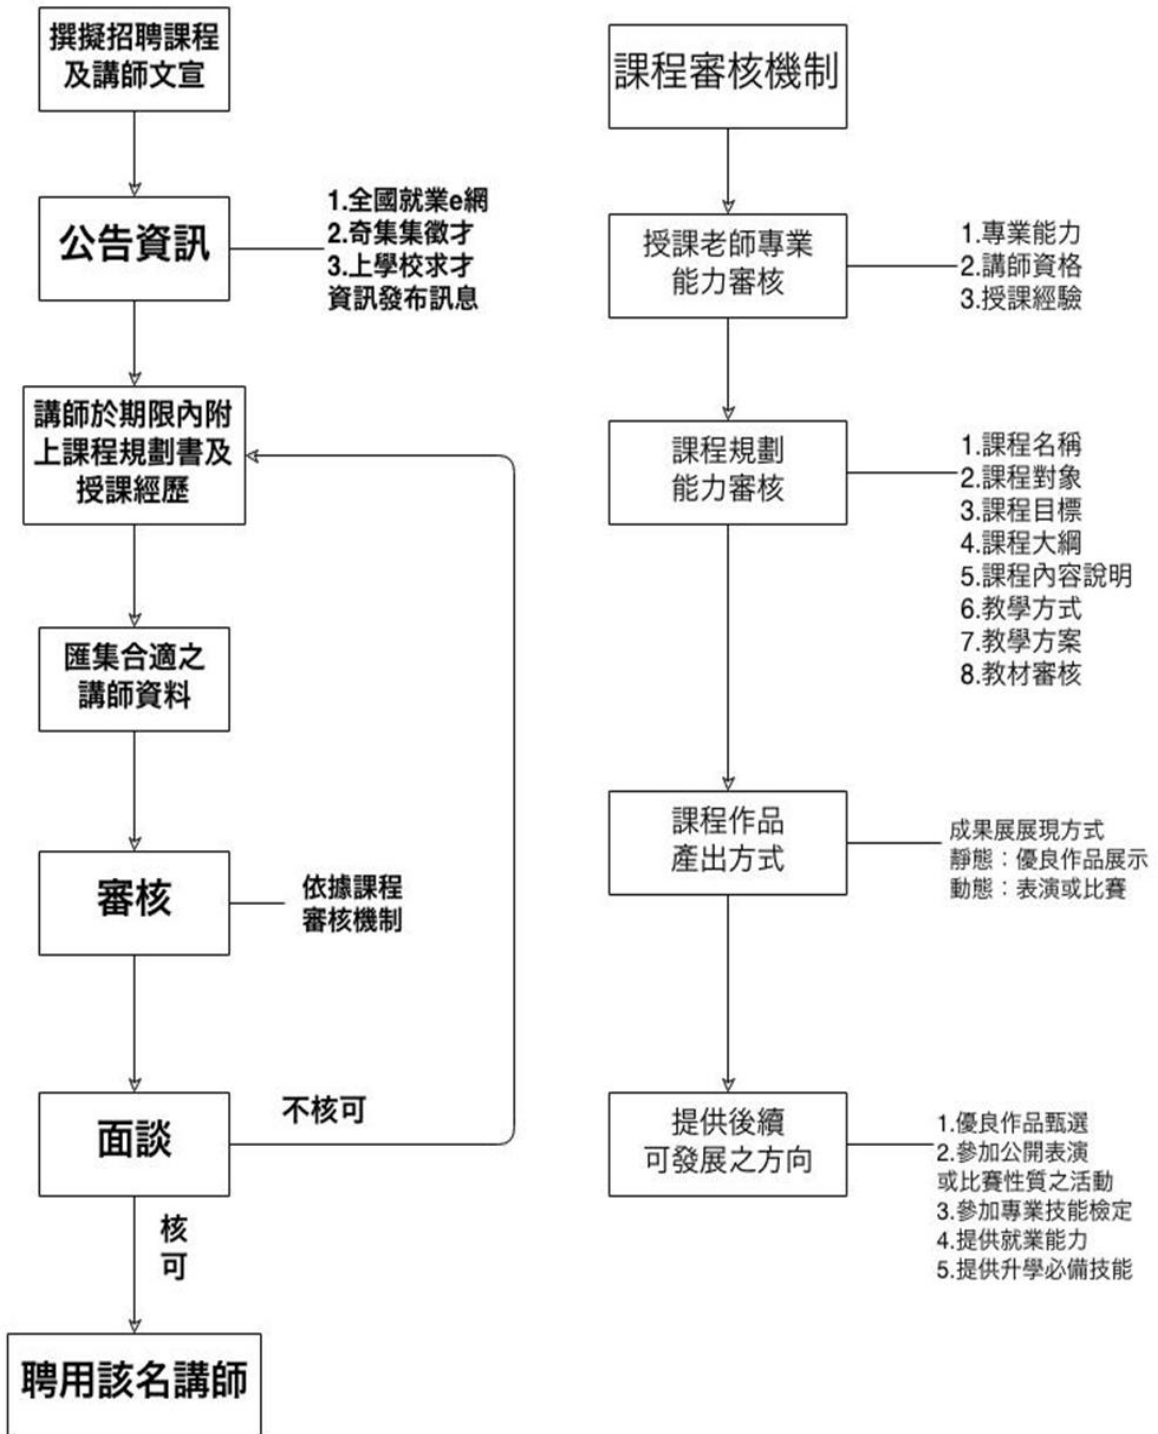 撰擬招聘課程
及講師文宣
公告資訊
1.全國就業e網
2.奇集集徵才
3.上學校求才
資訊發布訊息
講師於期限內附
上課程規劃書及
授課經歷
匯集合適之
講師資料
審核
依據課程
審核機制
面談
不核可
核
可
聘用該名講師
課程審核機制
授課老師專業
能力審核
1.專業能力
2.講師資格
3.授課經驗
課程規劃
能力審核
1.課程名稱
2.課程對象
3.課程目標
4.課程大綱
5.課程內容說明
6.教學方式
7.教學方案
8.教材審核
課程作品
產出方式
成果展展現方式
靜態：優良作品展示
動態：表演或比賽
提供後續
可發展之方向
1.優良作品甄選
2.參加公開表演
或比賽性質之活動
3.參加專業技能檢定
4.提供就業能力
5.提供升學必備技能